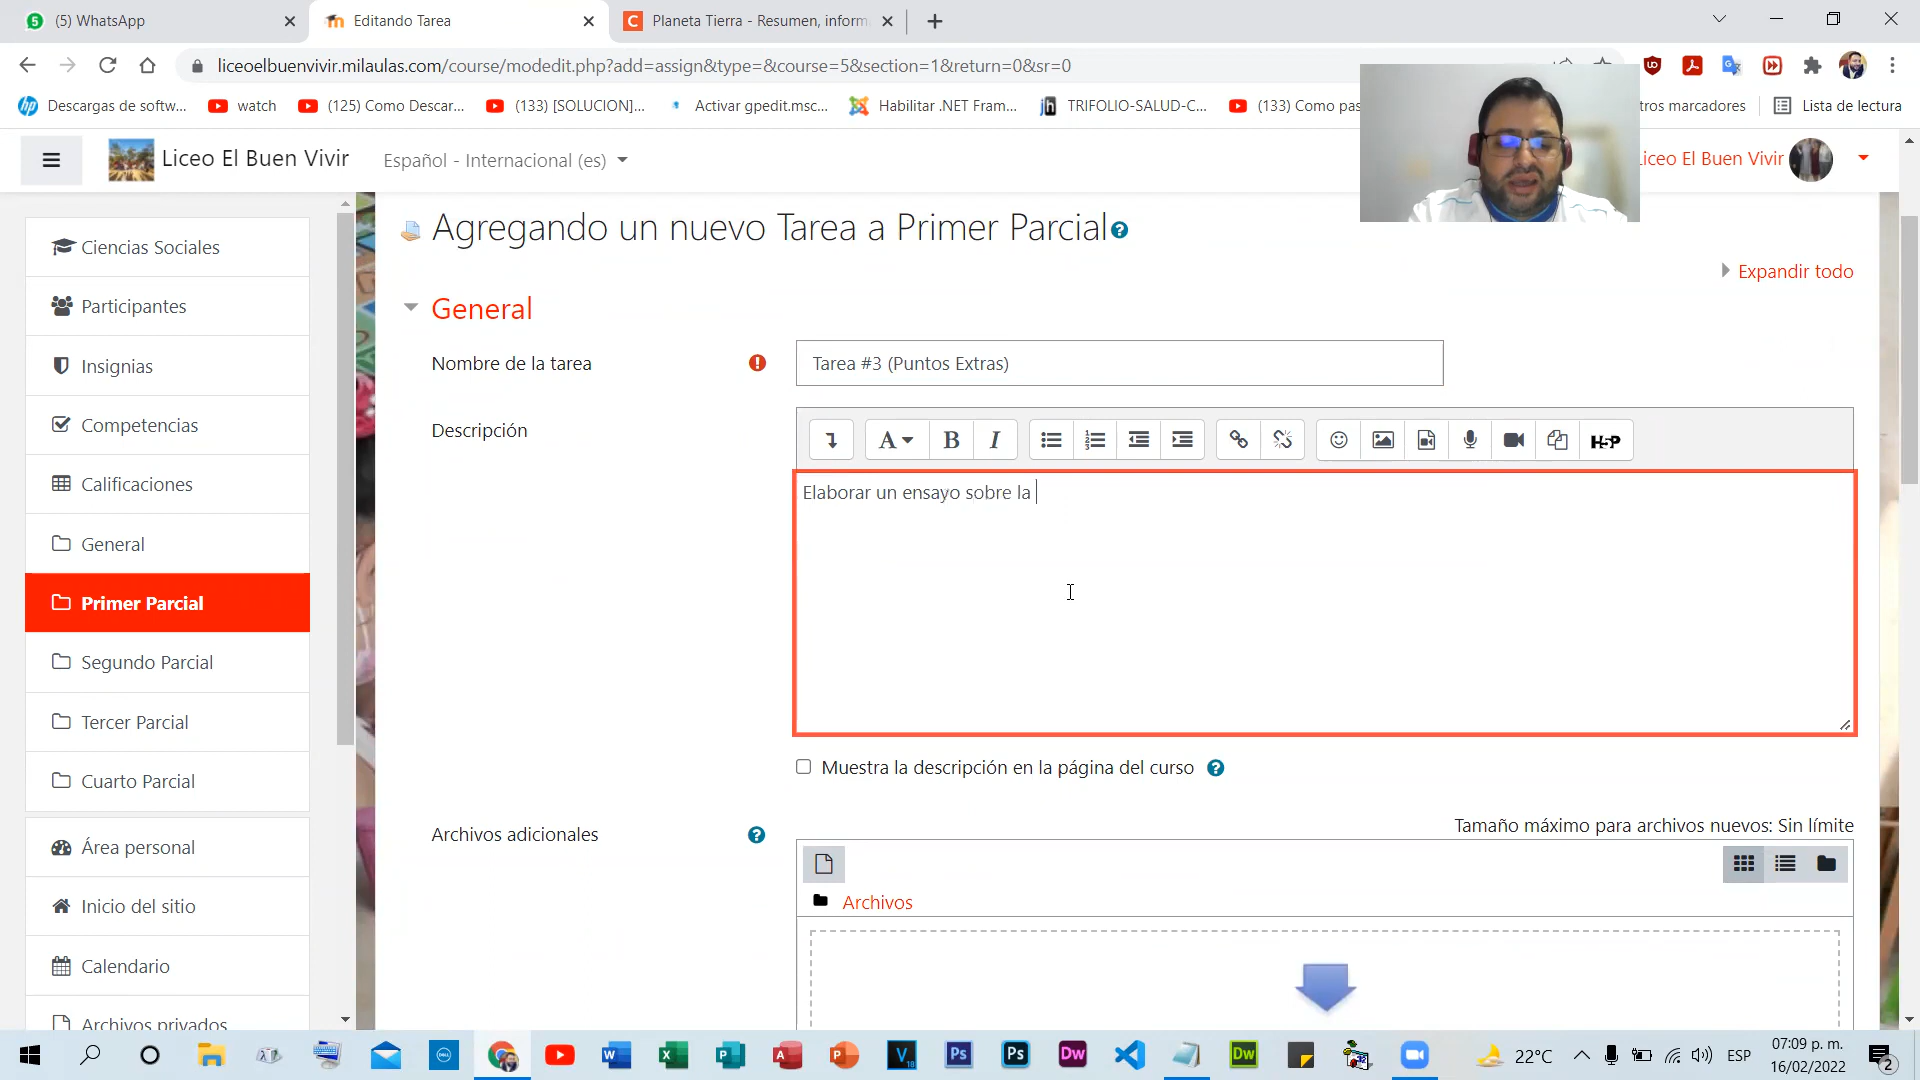 (5) WhatsApp
Editando Tarea
Planeta Tierra - Resumen, inform
liceoelbuenvivir.milaulas.com/course/modedit.php?add=assign&type=&course=5&section=1&return=0&sr=0
Descargas de softw...
watch
(125) Como Descar...
(133) [SOLUCION]...
Activar gpedit.msc...
Habilitar .NET Fram...
TRIFOLIO-SALUD-C...
(133) Como pas
tros marcadores
Lista de lectura
Liceo El Buen Vivir
Español - Internacional (es)
Liceo El Buen Vivir
Agregando un nuevo Tarea a Primer Parcial
Expandir todo
General
Nombre de la tarea
Tarea #3 (Puntos Extras)
Descripción
A
B
I
H5P
Elaborar un ensayo sobre la
Muestra la descripción en la página del curso
Archivos adicionales
Tamaño máximo para archivos nuevos: Sin límite
Archivos
Ciencias Sociales
Participantes
Insignias
Competencias
Calificaciones
General
Primer Parcial
Segundo Parcial
Tercer Parcial
Cuarto Parcial
Área personal
Inicio del sitio
Calendario
Archivos privados
22°C
ESP
07:09 p. m.
16/02/2022
2